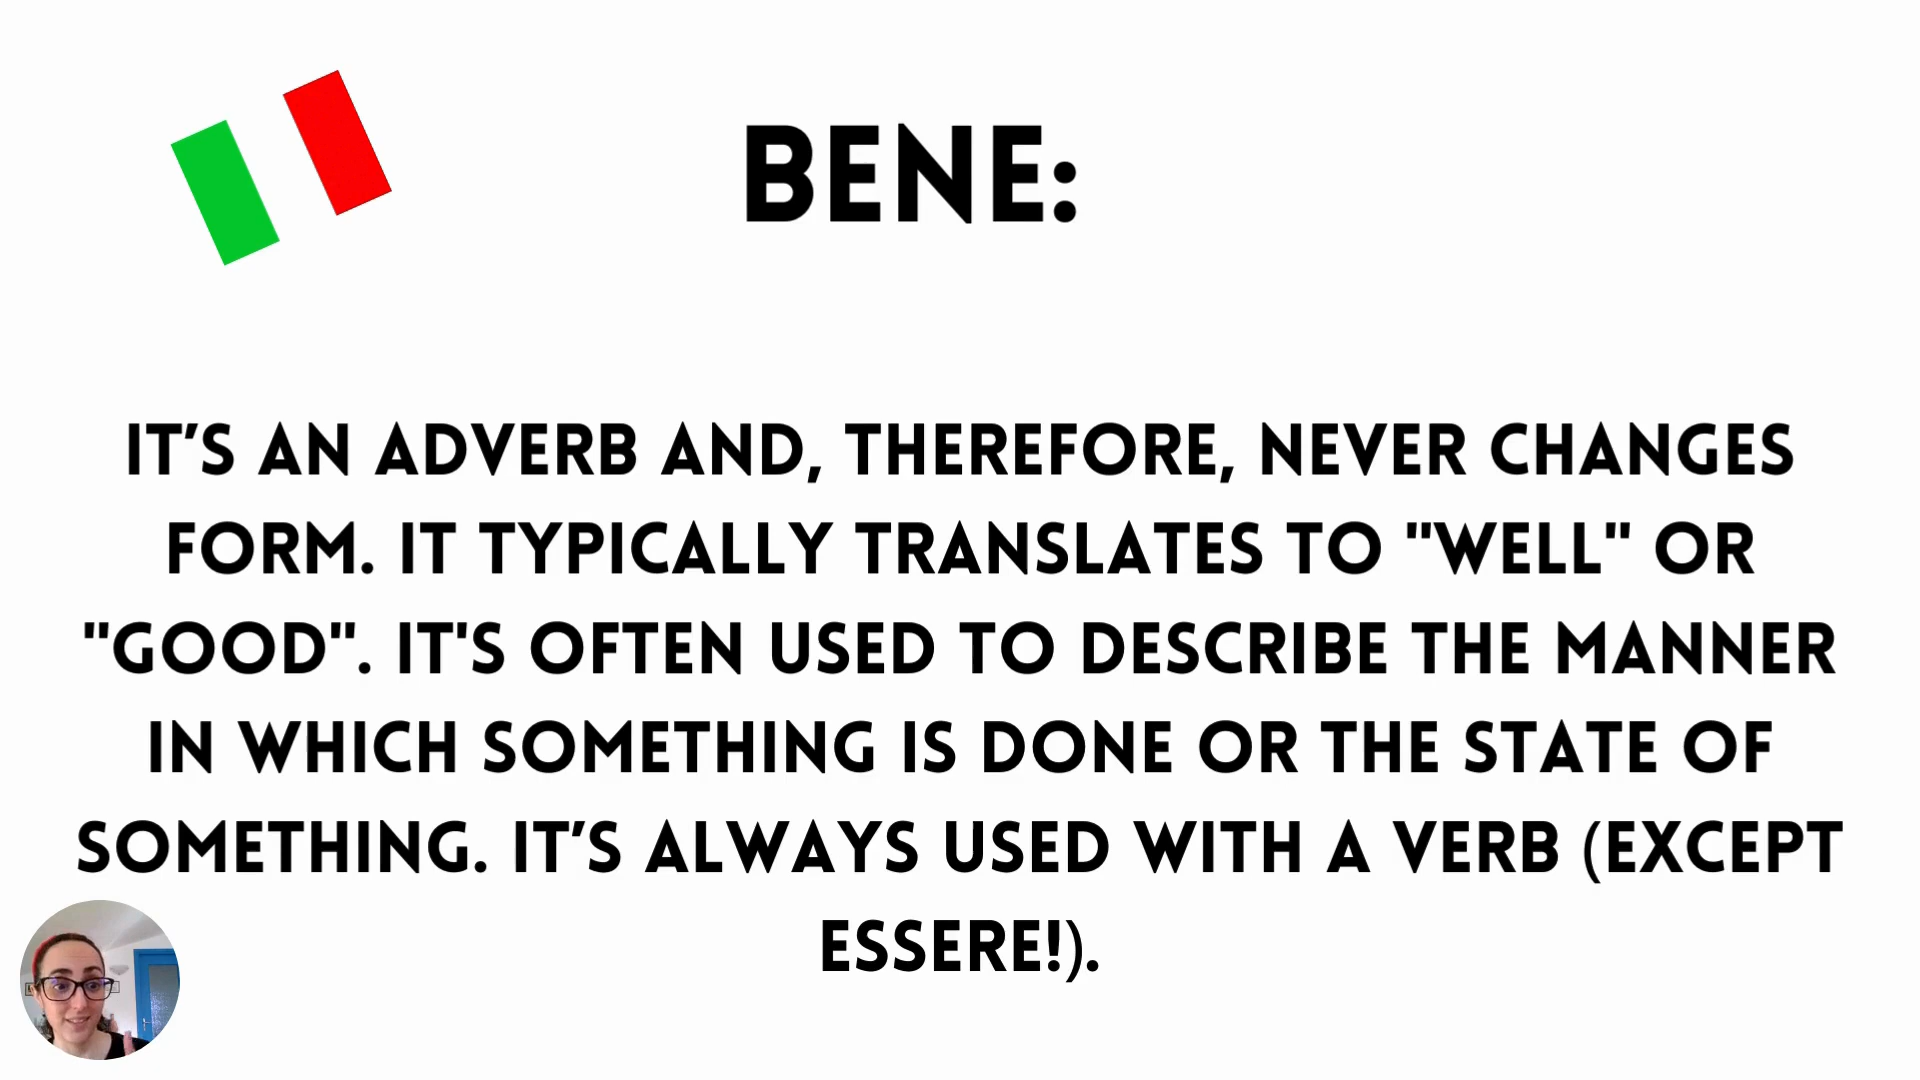 BENE:
IT’S AN ADVERB AND, THEREFORE, NEVER CHANGES
FORM. IT TYPICALLY TRANSLATES TO "WELL" OR
"GOOD". IT'S OFTEN USED TO DESCRIBE THE MANNER
IN WHICH SOMETHING IS DONE OR THE STATE OF
SOMETHING. IT’S ALWAYS USED WITH A VERB (EXCEPT
ESSERE!).